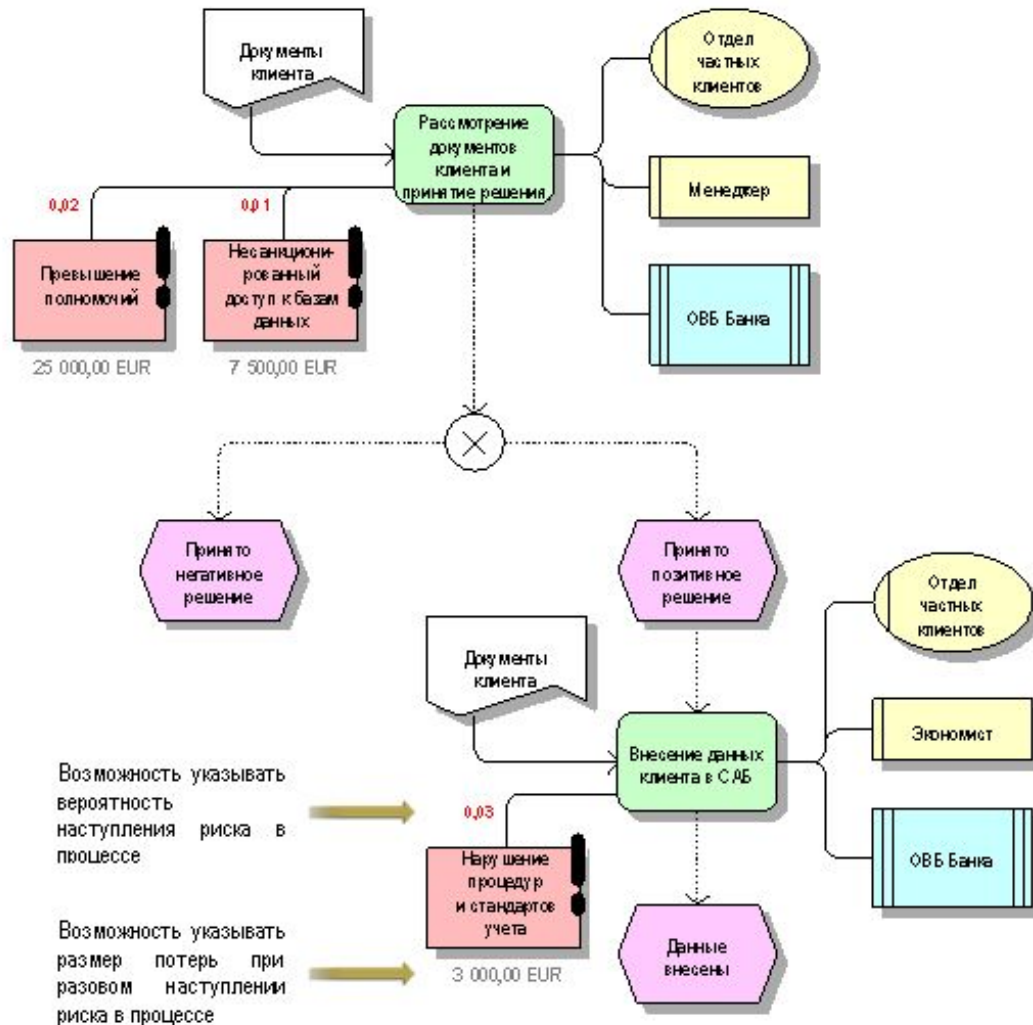 Документы
клиента
Отдел
частных
клиентов
Рассмотрение
документов
клиента и
принятие решения
Менеджер
0,02
0,01
Превышение
полномочий
Несанкциони-
рованный
доступ к базам
данных
ОВБ Банка
25 000,00 EUR
7 500,00 EUR
Принято
негативное
решение
Принято
позитивное
решение
Отдел
частных
клиентов
Документы
клиента
Экономист
Внесение данных
клиента в САБ
Возможность указывать
вероятность
наступления риска в
процессе
0,03
ОВБ Банка
Нарушение
процедур
и стандартов
учета
Данные
внесены
Возможность указывать
размер потерь при
разовом наступлении
риска в процессе
3 000,00 EUR